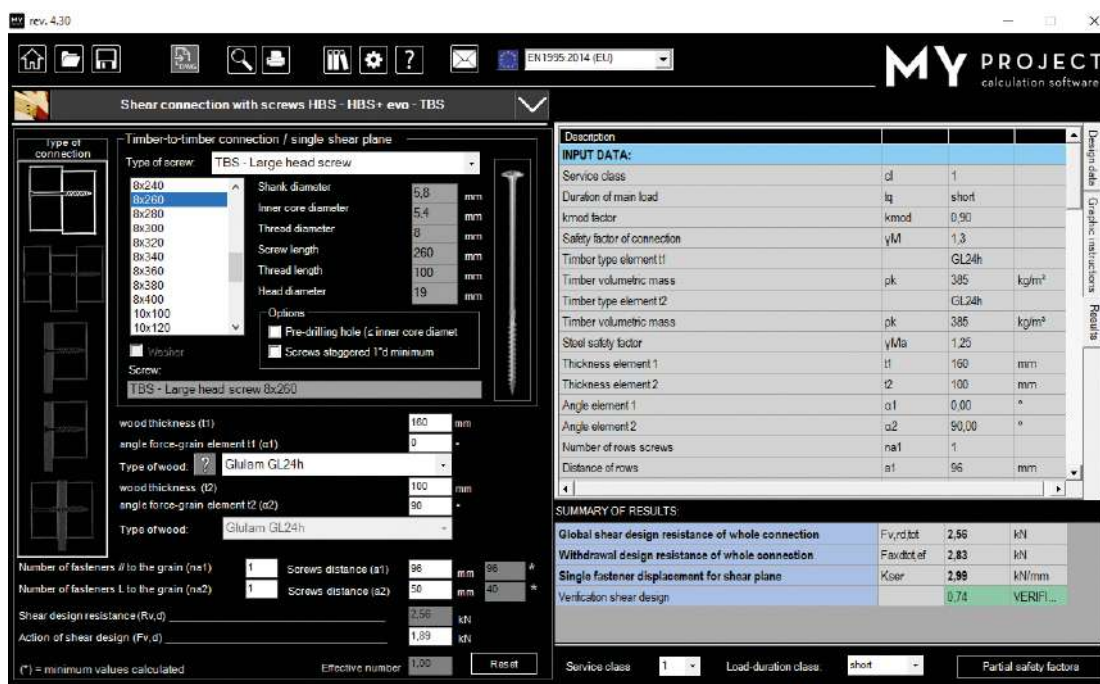 rev. 4.30
DWG
EN1995:2014 (EU)
MY PROJECT
calculation software
Shear connection with screws HBS - HBS+ evo - TBS
Type of connection
Timber-to-timber connection / single shear plane
Type of screw: TBS - Large head screw
8x240
8x260
8x280
8x300
8x320
8x340
8x360
8x380
8x400
10x100
10x120
Shank diameter 5,8 mm
Inner core diameter 5,4 mm
Thread diameter 8 mm
Screw length 260 mm
Thread length 100 mm
Head diameter 19 mm
Options
Pre-drilling hole (≤ inner core diamet
Screws staggered 1*d minimum
Washer
Screw:
TBS - Large head screw 8x260
wood thickness (t1) 160 mm
angle force-grain element t1 (α1) 0 °
Type of wood: ? Glulam GL24h
wood thickness (t2) 100 mm
angle force-grain element t2 (α2) 90 °
Type of wood: Glulam GL24h
Number of fasteners // to the grain (na1) 1 Screws distance (a1) 96 mm 96 *
Number of fasteners L to the grain (na2) 1 Screws distance (a2) 50 mm 40 *
Shear design resistance (Rv,d) 2,56 kN
Action of shear design (Fv,d) 1,89 kN
(*) = minimum values calculated Effective number 1,00 Reset
Description
INPUT DATA:
Service class cl 1
Duration of main load tq short
kmod factor kmod 0,90
Safety factor of connection γM 1,3
Timber type element t1 GL24h
Timber volumetric mass ρk 385 kg/m³
Timber type element t2 GL24h
Timber volumetric mass ρk 385 kg/m³
Steel safety factor γMa 1,25
Thickness element 1 t1 160 mm
Thickness element 2 t2 100 mm
Angle element 1 α1 0,00 °
Angle element 2 α2 90,00 °
Number of rows screws na1 1
Distance of rows a1 96 mm
Design data
Graphic instructions
Results
SUMMARY OF RESULTS:
Global shear design resistance of whole connection Fv,rd,tot 2,56 kN
Withdrawal design resistance of whole connection Faxdtot,ef 2,83 kN
Single fastener displacement for shear plane Kser 2,99 kN/mm
Verification shear design 0,74 VERIFI...
Service class 1 Load-duration class: short Partial safety factors